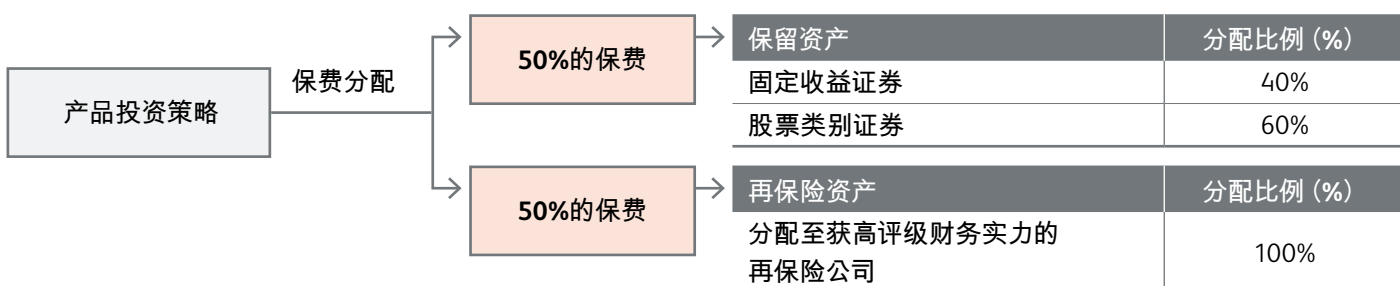 产品投资策略
保费分配
50%的保费
保留资产 分配比例 (%)
固定收益证券 40%
股票类别证券 60%
50%的保费
再保险资产 分配比例 (%)
分配至获高评级财务实力的
再保险公司 100%